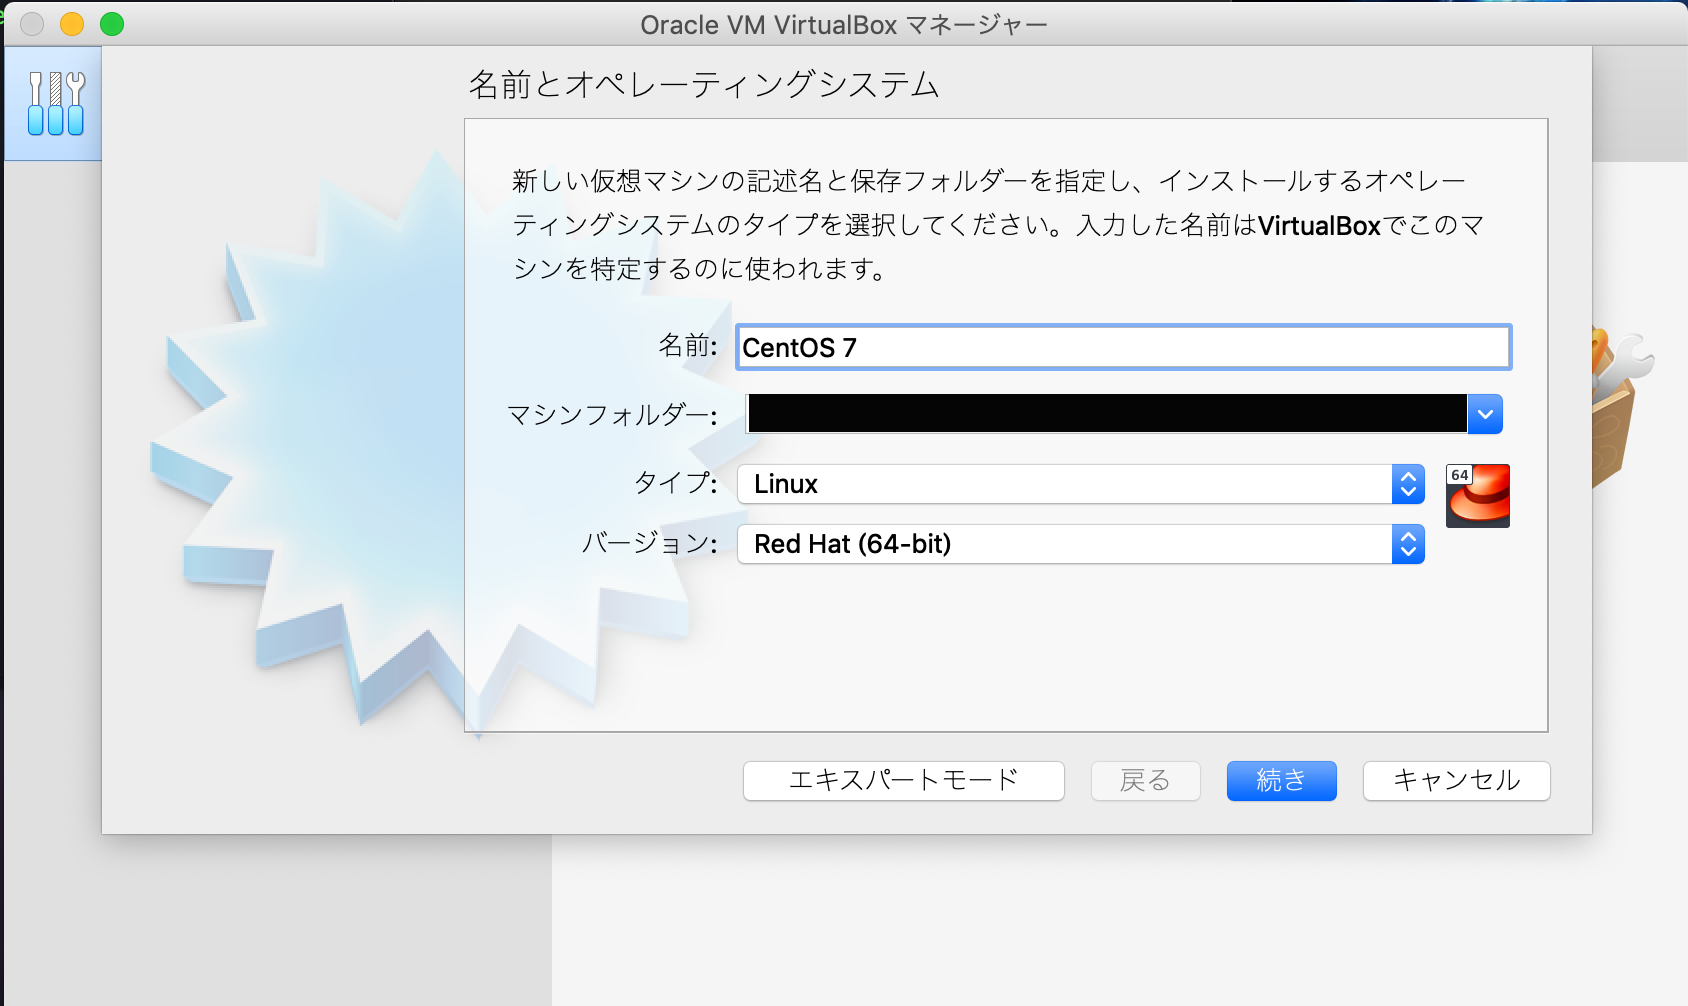 Oracle VM VirtualBox マネージャー
名前とオペレーティングシステム
新しい仮想マシンの記述名と保存フォルダーを指定し、インストールするオペレー
ティングシステムのタイプを選択してください。入力した名前はVirtualBoxでこのマ
シンを特定するのに使われます。
名前: CentOS 7
マシンフォルダー:
タイプ: Linux
64
バージョン: Red Hat (64-bit)
エキスパートモード 戻る 続き キャンセル